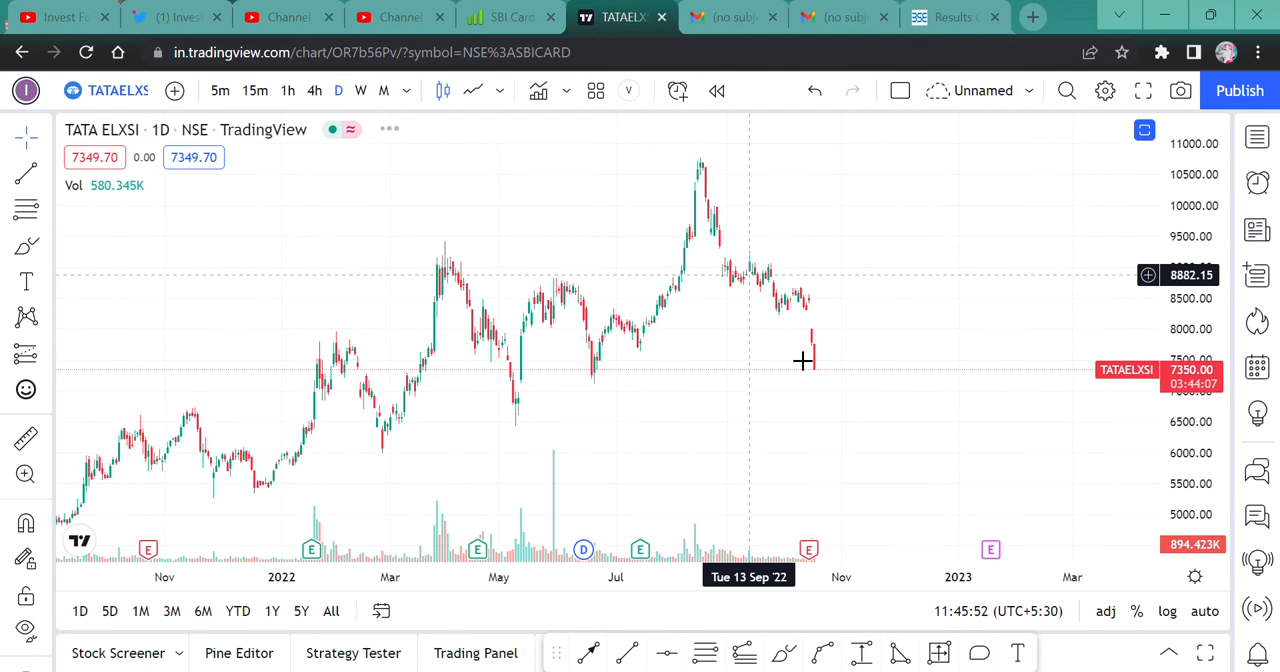 Invest Fo
(1) Invest
Channel
Channel
SBI Card
TATAELX
(no subj
(no subj
BSE Results
in.tradingview.com/chart/OR7b56Pv/?symbol=NSE%3ASBICARD
I TATAELXS 5m 15m 1h 4h D W M V Unnamed Publish
TATA ELXSI · 1D · NSE · TradingView
7349.70 0.00 7349.70
Vol 580.345K
11000.00
10500.00
10000.00
9500.00
8882.15
8500.00
8000.00
7500.00
TATAELXSI 7350.00
03:44:07
6500.00
6000.00
5500.00
5000.00
894.423K
E E E D E E E
Nov 2022 Mar May Jul Tue 13 Sep '22 Nov 2023 Mar
1D 5D 1M 3M 6M YTD 1Y 5Y All 11:45:52 (UTC+5:30) adj % log auto
Stock Screener Pine Editor Strategy Tester Trading Panel